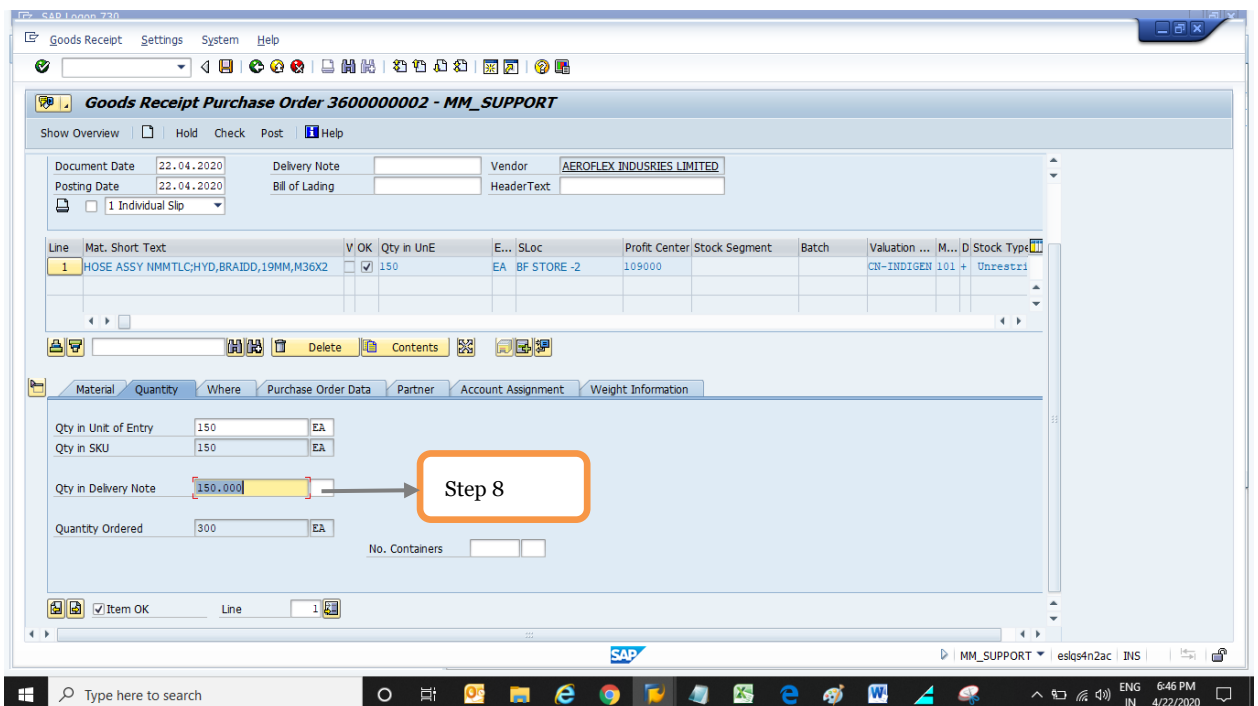 SAP Logon 730
Goods Receipt Settings System Help
Goods Receipt Purchase Order 3600000002 - MM_SUPPORT
Show Overview Hold Check Post Help
Document Date 22.04.2020 Delivery Note Vendor AEROFLEX INDUSRIES LIMITED
Posting Date 22.04.2020 Bill of Lading HeaderText
1 Individual Slip
Line Mat. Short Text V OK Qty in UnE E... SLoc Profit Center Stock Segment Batch Valuation ... M... D Stock Type
1 HOSE ASSY NMMTLC;HYD,BRAIDD,19MM,M36X2 150 EA BF STORE -2 109000 CN-INDIGEN 101 + Unrestri
Delete Contents
Material Quantity Where Purchase Order Data Partner Account Assignment Weight Information
Qty in Unit of Entry 150 EA
Qty in SKU 150 EA
Qty in Delivery Note 150.000 Step 8
Quantity Ordered 300 EA
No. Containers
Item OK Line 1
SAP MM_SUPPORT eslqs4n2ac INS
Type here to search ENG 6:46 PM
IN 4/22/2020